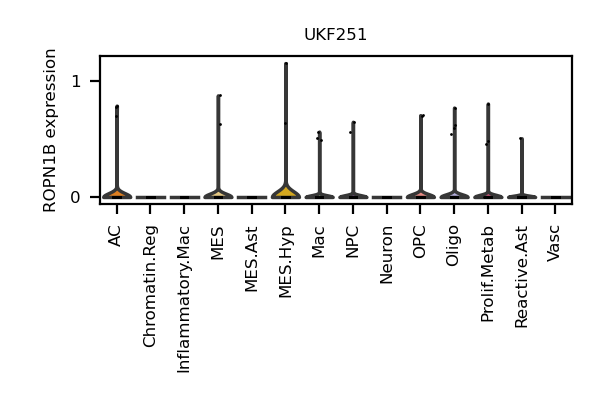 UKF251
ROPN1B expression
1
0
AC
Chromatin.Reg
Inflammatory.Mac
MES
MES.Ast
MES.Hyp
Mac
NPC
Neuron
OPC
Oligo
Prolif.Metab
Reactive.Ast
Vasc